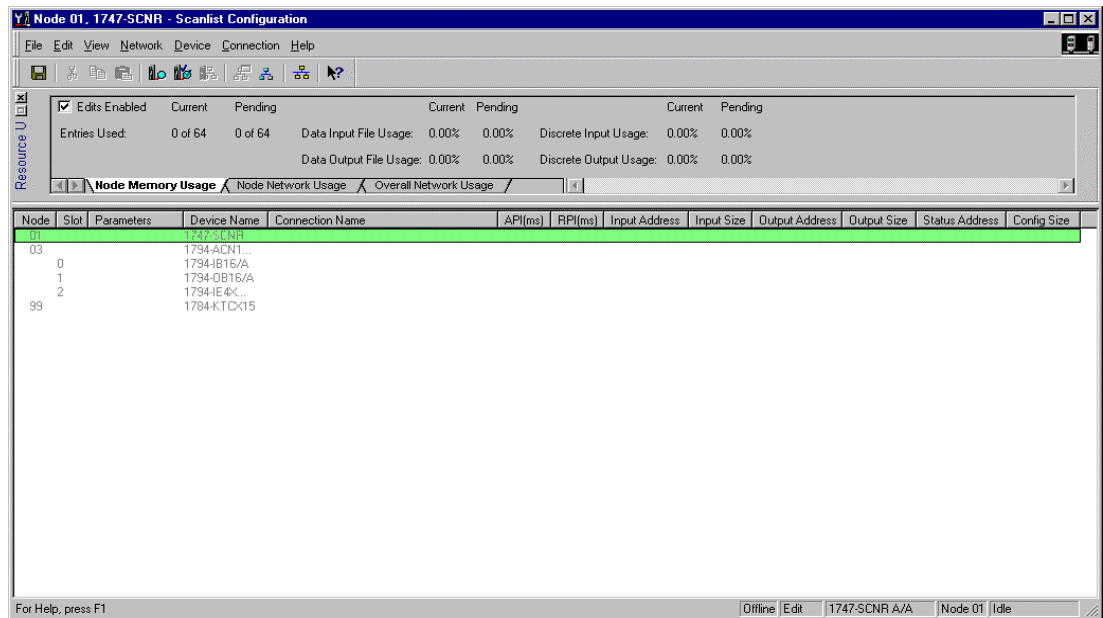 Node 01, 1747-SCNR - Scanlist Configuration
File Edit View Network Device Connection Help
Resource U
Edits Enabled Current Pending Current Pending Current Pending
Entries Used: 0 of 64 0 of 64 Data Input File Usage: 0.00% 0.00% Discrete Input Usage: 0.00% 0.00%
Data Output File Usage: 0.00% 0.00% Discrete Output Usage: 0.00% 0.00%
Node Memory Usage Node Network Usage Overall Network Usage
Node Slot Parameters Device Name Connection Name API(ms) RPI(ms) Input Address Input Size Output Address Output Size Status Address Config Size
01 1747-SCNR
03 1794-ACN1...
0 1794-IB16/A
1 1794-OB16/A
2 1794-IE4X...
99 1784-KTCX15
For Help, press F1 Offline Edit 1747-SCNR A/A Node 01 Idle